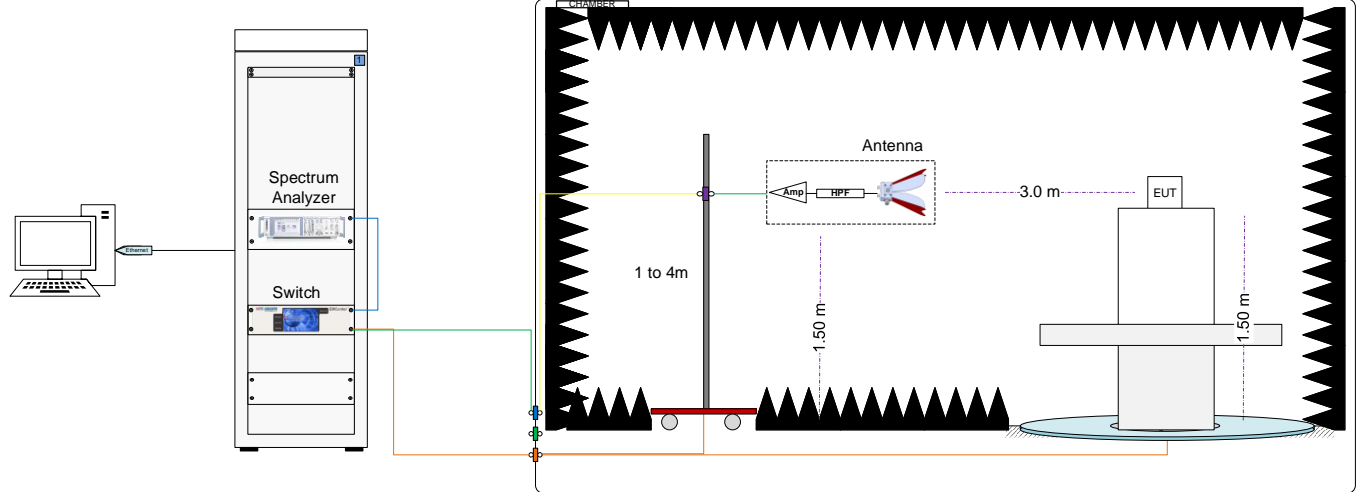 CHAMBER
1
Antenna
Spectrum
Analyzer
Amp
HPF
3.0 m
EUT
Ethernet
1 to 4m
Switch
1.50 m
1.50 m